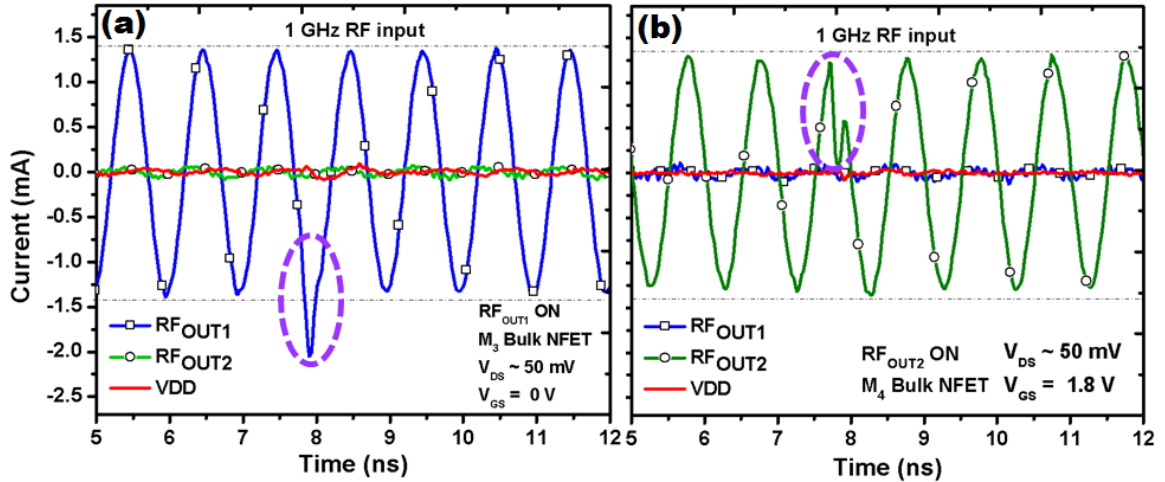 (a)
1 GHz RF input
1.5
1.0
0.5
0.0
-0.5
-1.0
-1.5
-2.0
-2.5
Current (mA)
RFOUT1
RFOUT2
VDD
RFOUT1 ON
M3 Bulk NFET
VDS ~ 50 mV
VGS = 0 V
5 6 7 8 9 10 11 12
Time (ns)
(b)
1 GHz RF input
RFOUT1
RFOUT2
VDD
RFOUT2 ON
M4 Bulk NFET
VDS ~ 50 mV
VGS = 1.8 V
5 6 7 8 9 10 11 12
Time (ns)